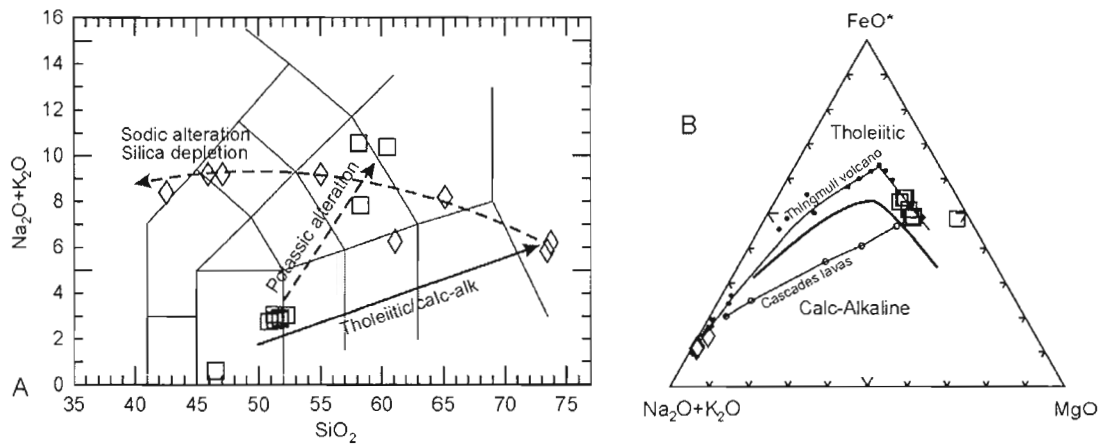 16
14
12
10
8
6
4
2
0
Na2O+K2O
A
35 40 45 50 55 60 65 70 75
SiO2
Sodic alteration
Silica depletion
Potassic alteration
Tholeiitic/calc-alk
B
FeO*
Tholeiitic
Thingmuli volcano
Cascades lavas
Calc-Alkaline
Na2O+K2O
MgO